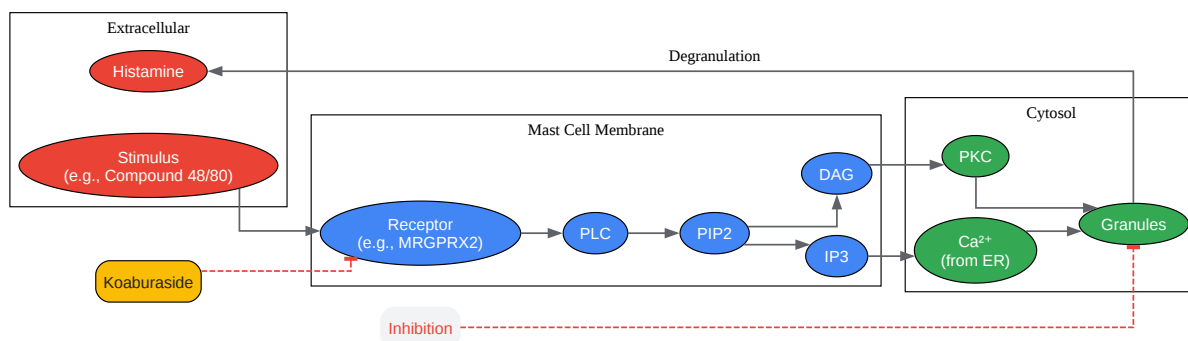 Extracellular
Histamine
Stimulus
(e.g., Compound 48/80)
Degranulation
Mast Cell Membrane
Receptor
(e.g., MRGPRX2)
PLC
PIP2
DAG
IP3
Cytosol
PKC
Ca²⁺
(from ER)
Granules
Koaburaside
Inhibition